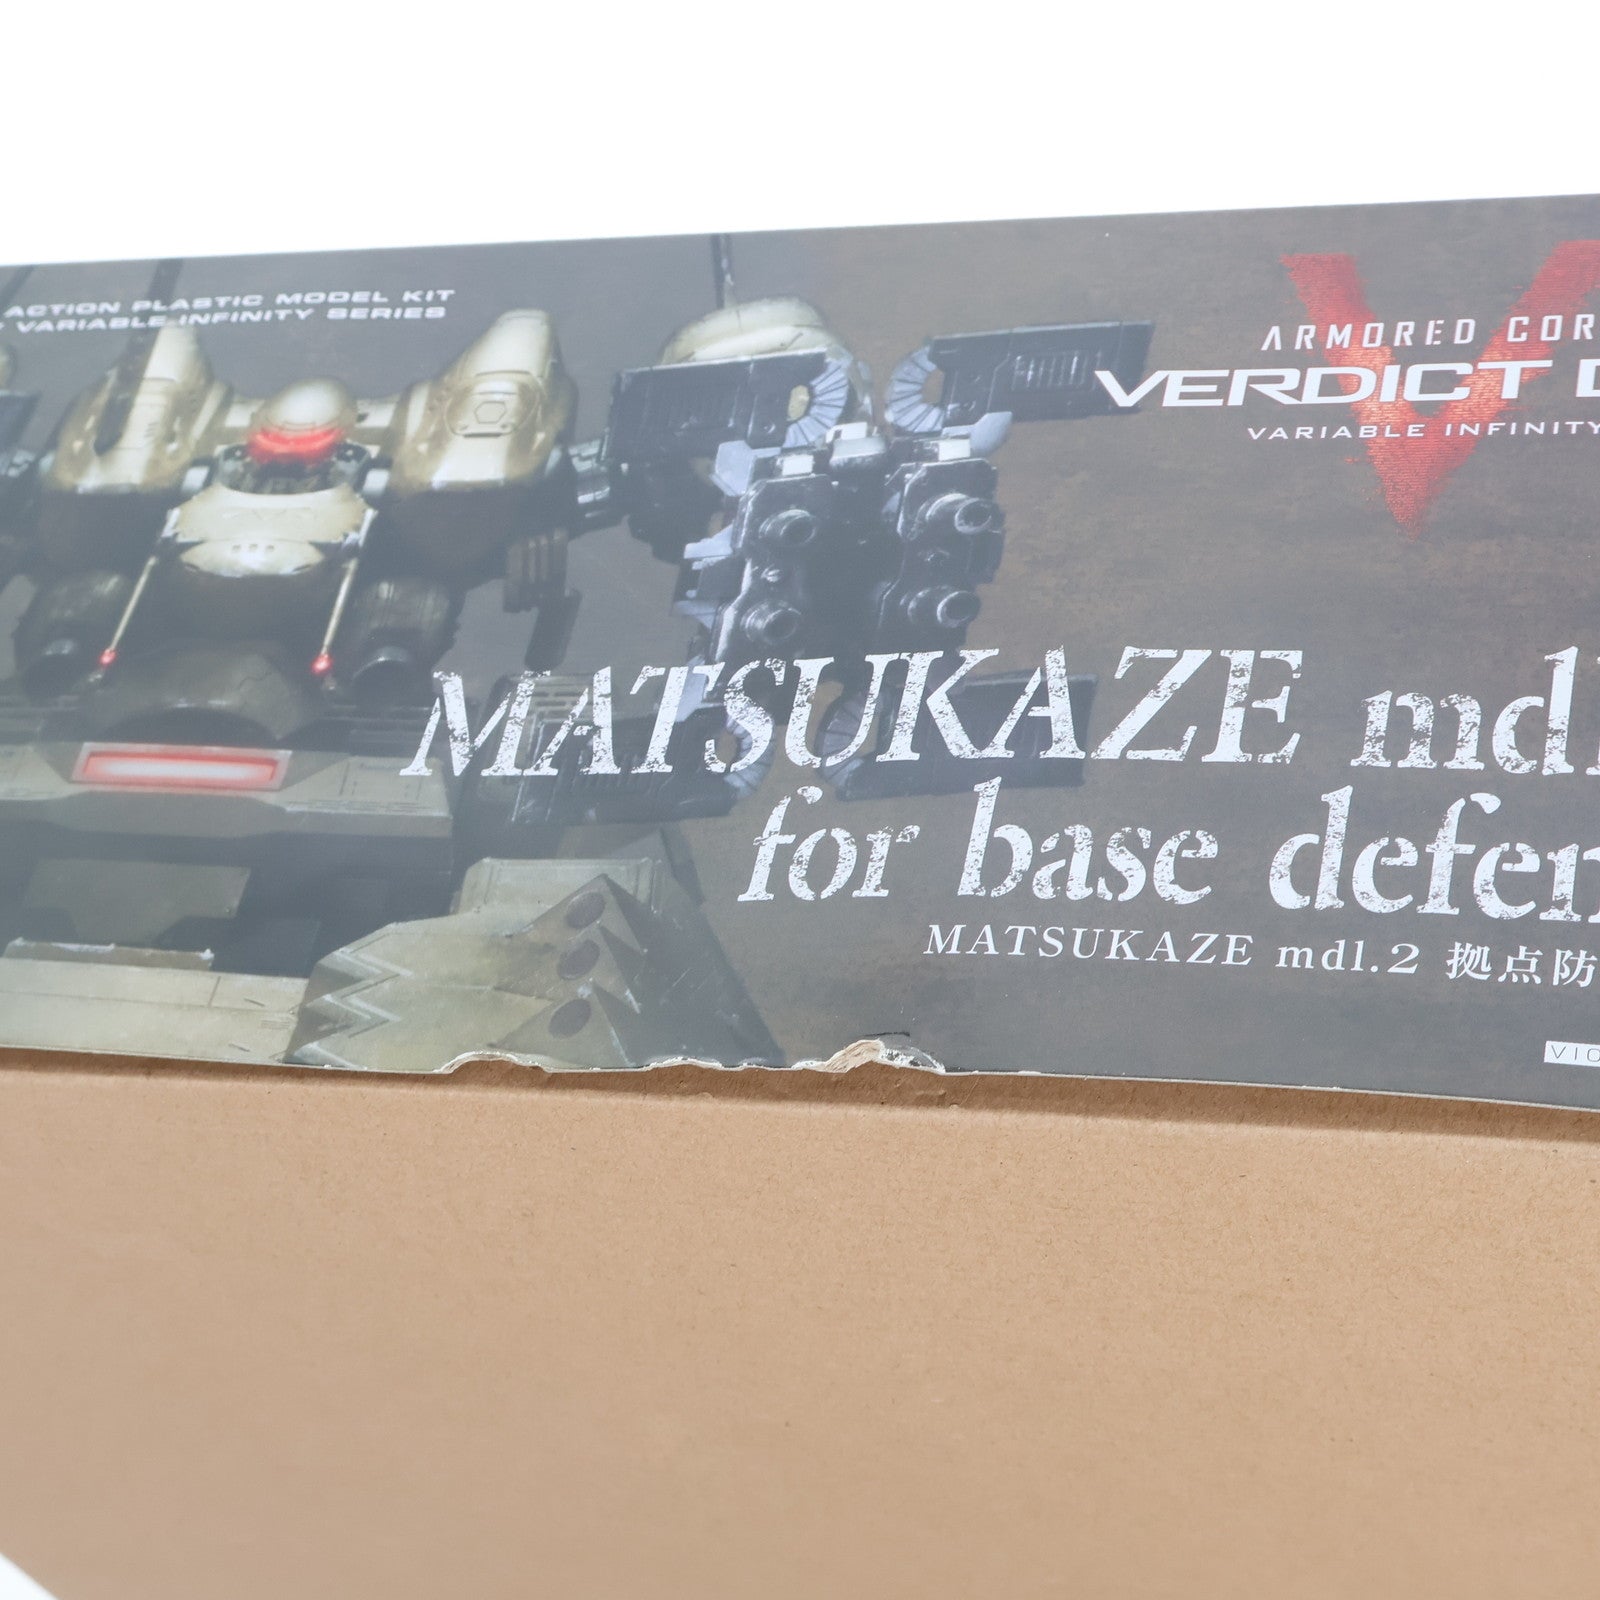 ACTION PLASTIC MODEL KIT
VARIABLE INFINITY SERIES
ARMORED COR
VERDICT D
VARIABLE INFINITY
MATSUKAZE mdl
for base defen
MATSUKAZE mdl.2 拠点防
VIO